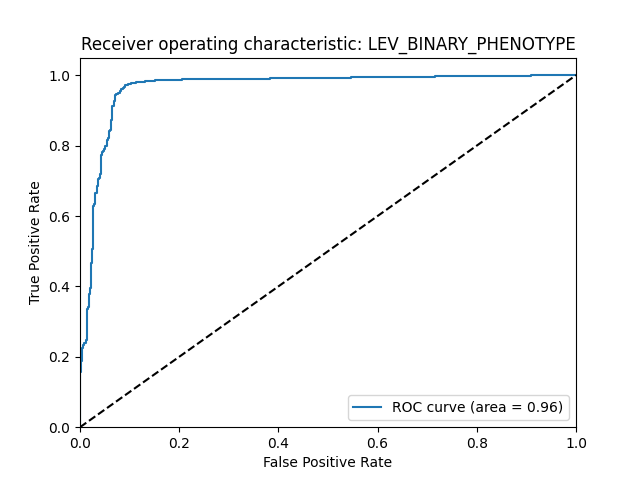 Receiver operating characteristic: LEV_BINARY_PHENOTYPE
True Positive Rate
1.0
0.8
0.6
0.4
0.2
0.0
ROC curve (area = 0.96)
0.0 0.2 0.4 0.6 0.8 1.0
False Positive Rate